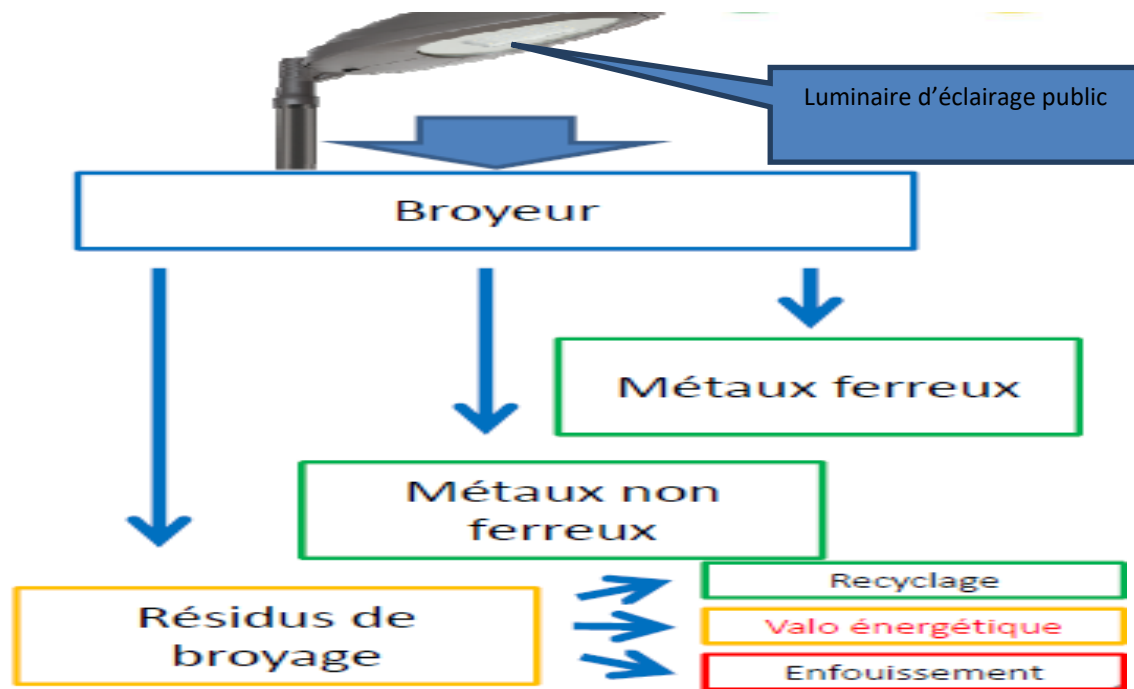 Luminaire d'éclairage public
Broyeur
Métaux ferreux
Métaux non
ferreux
Résidus de
broyage
Recyclage
Valo énergétique
Enfouissement